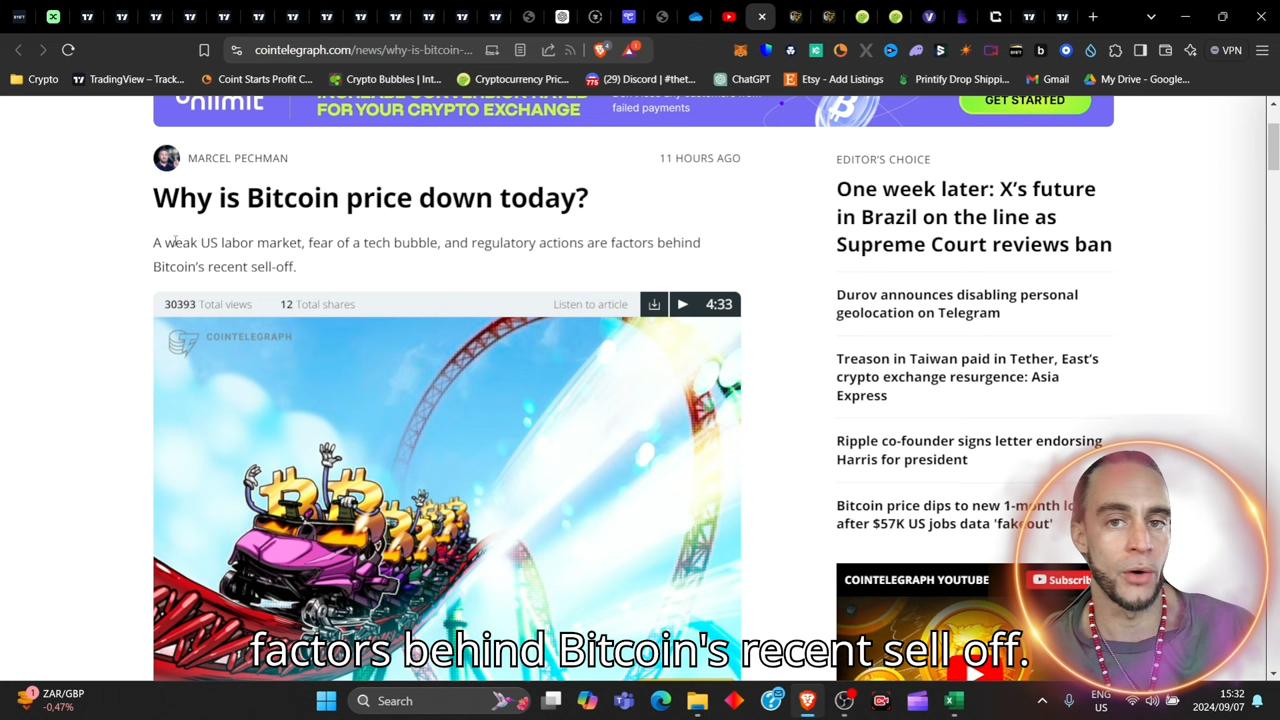 cointelegraph.com/news/why-is-bitcoin-...
4
1
VPN
Crypto
TradingView – Track...
Coint Starts Profit C...
Crypto Bubbles | Int...
Cryptocurrency Pric...
(29) Discord | #thet...
ChatGPT
Etsy - Add Listings
Printify Drop Shippi...
Gmail
My Drive - Google...
FOR YOUR CRYPTO EXCHANGE
failed payments
GET STARTED
MARCEL PECHMAN
11 HOURS AGO
Why is Bitcoin price down today?
A weak US labor market, fear of a tech bubble, and regulatory actions are factors behind
Bitcoin's recent sell-off.
30393 Total views
12 Total shares
Listen to article
4:33
COINTELEGRAPH
EDITOR'S CHOICE
One week later: X's future
in Brazil on the line as
Supreme Court reviews ban
Durov announces disabling personal
geolocation on Telegram
Treason in Taiwan paid in Tether, East's
crypto exchange resurgence: Asia
Express
Ripple co-founder signs letter endorsing
Harris for president
Bitcoin price dips to new 1-month lo
after $57K US jobs data 'fakeout'
COINTELEGRAPH YOUTUBE
Subscrib
factors behind Bitcoin's recent sell off.
1
ZAR/GBP
-0,47%
Search
ENG
US
15:32
2024/09/07